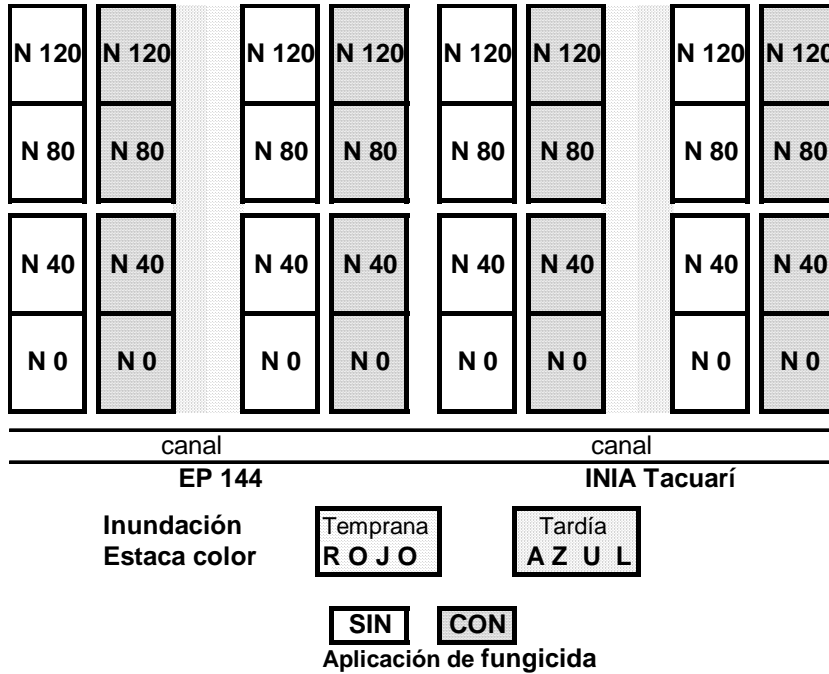 N 120 N 120 N 120 N 120 N 120 N 120 N 120 N 120
N 80 N 80 N 80 N 80 N 80 N 80 N 80 N 80
N 40 N 40 N 40 N 40 N 40 N 40 N 40 N 40
N 0 N 0 N 0 N 0 N 0 N 0 N 0 N 0
canal canal
EP 144 INIA Tacuarí
Inundación Temprana Tardía
Estaca color R O J O A Z U L
SIN CON
Aplicación de fungicida